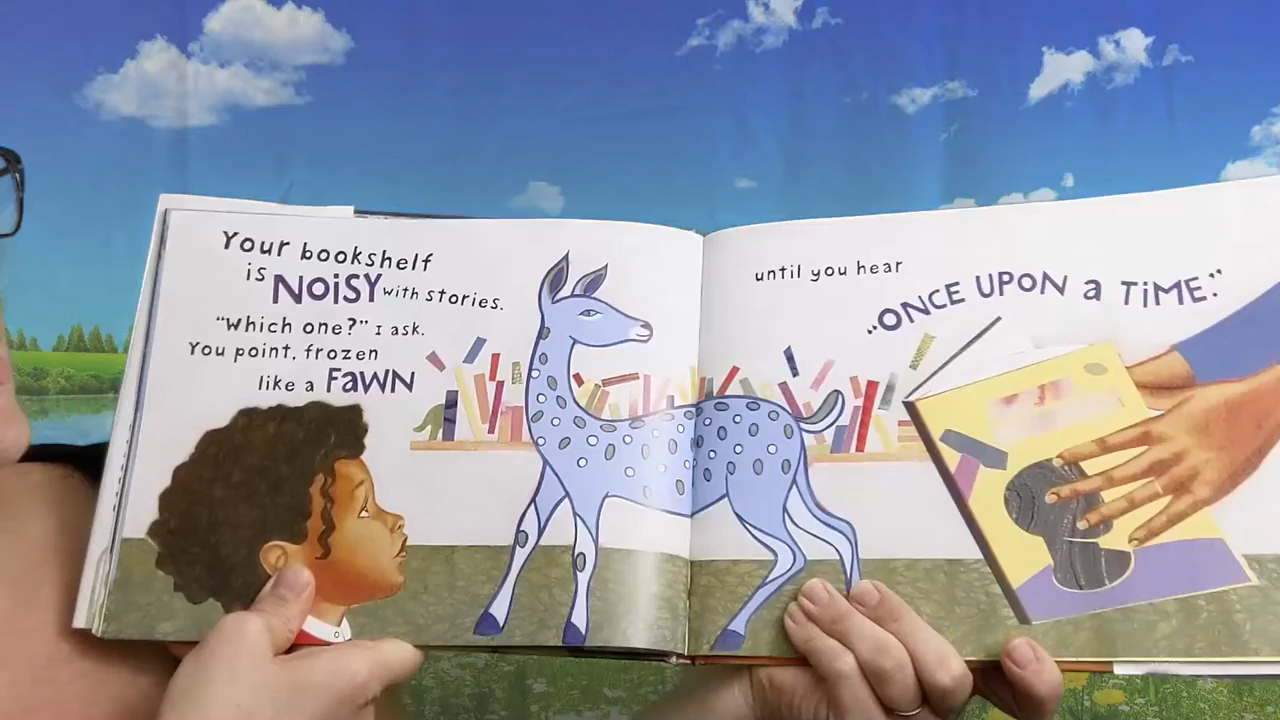 Your bookshelf
is NOiSY with stories.
"Which one?" I ask.
You point, frozen
like a FaWN
until you hear
"ONCE UPON a TiME."